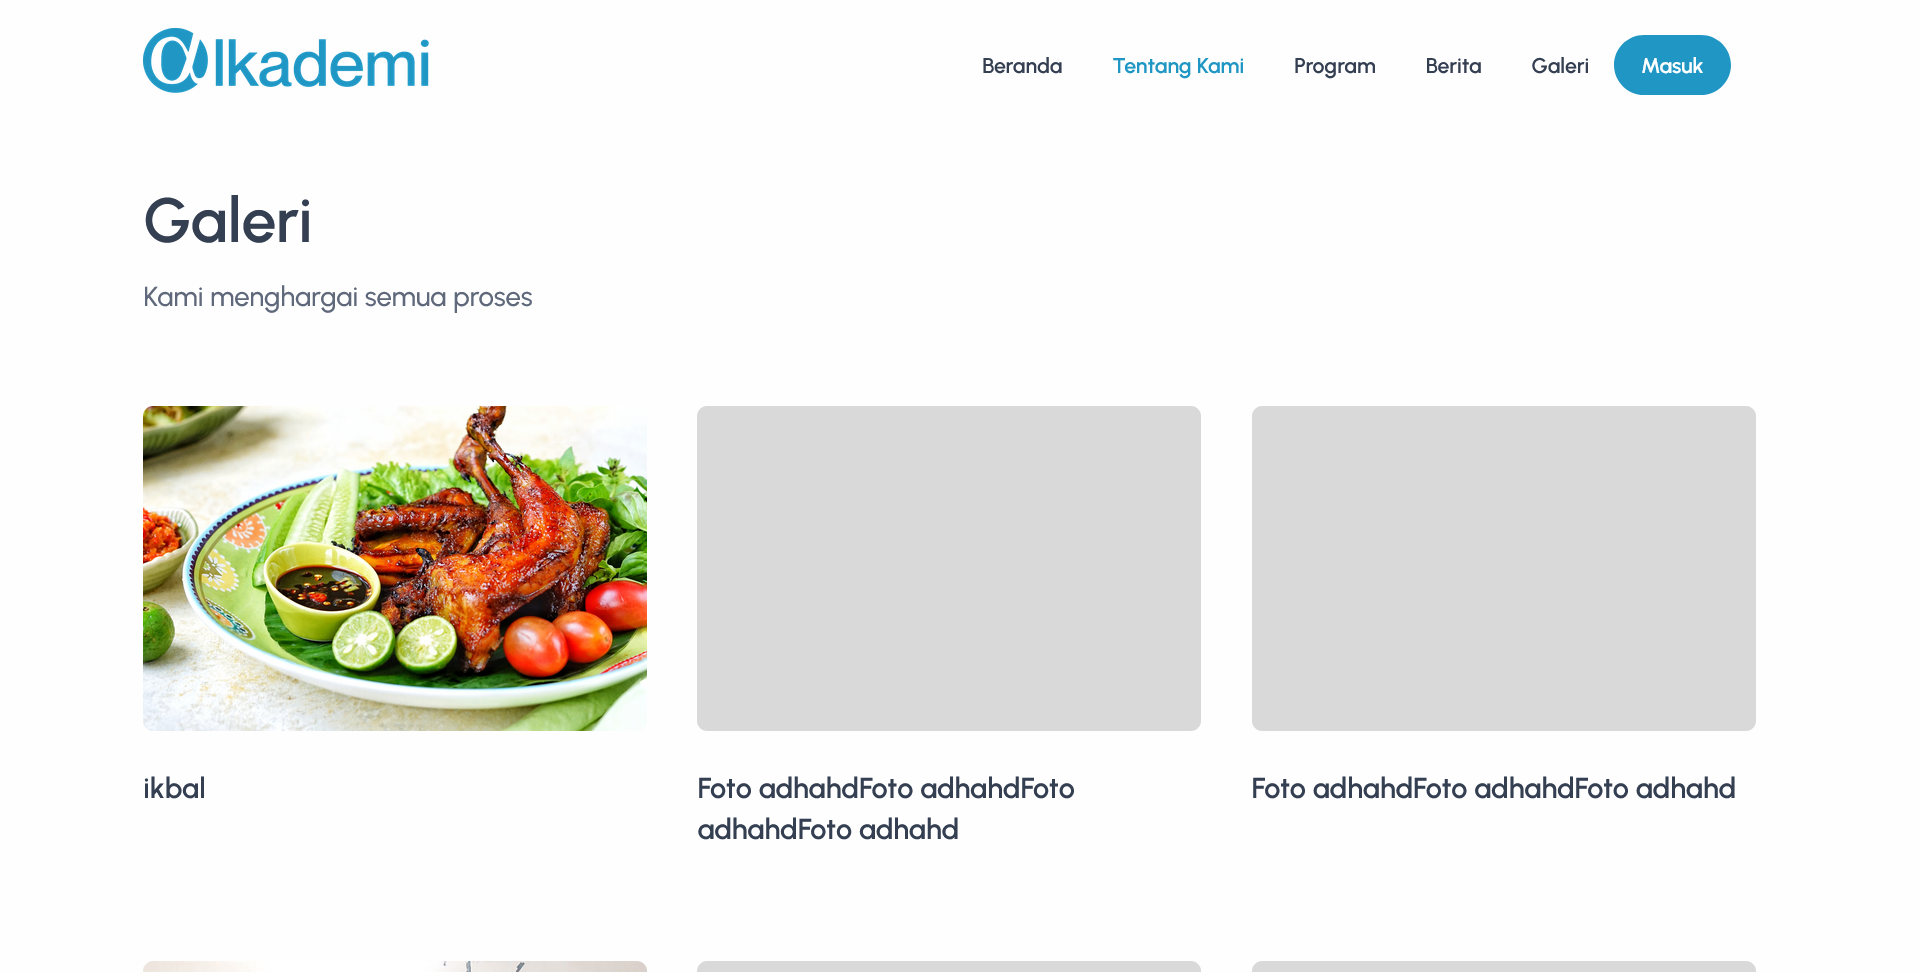 @lkademi
Beranda
Tentang Kami
Program
Berita
Galeri
Masuk
Galeri
Kami menghargai semua proses
ikbal
Foto adhahdFoto adhahdFoto
adhahdFoto adhahd
Foto adhahdFoto adhahdFoto adhahd